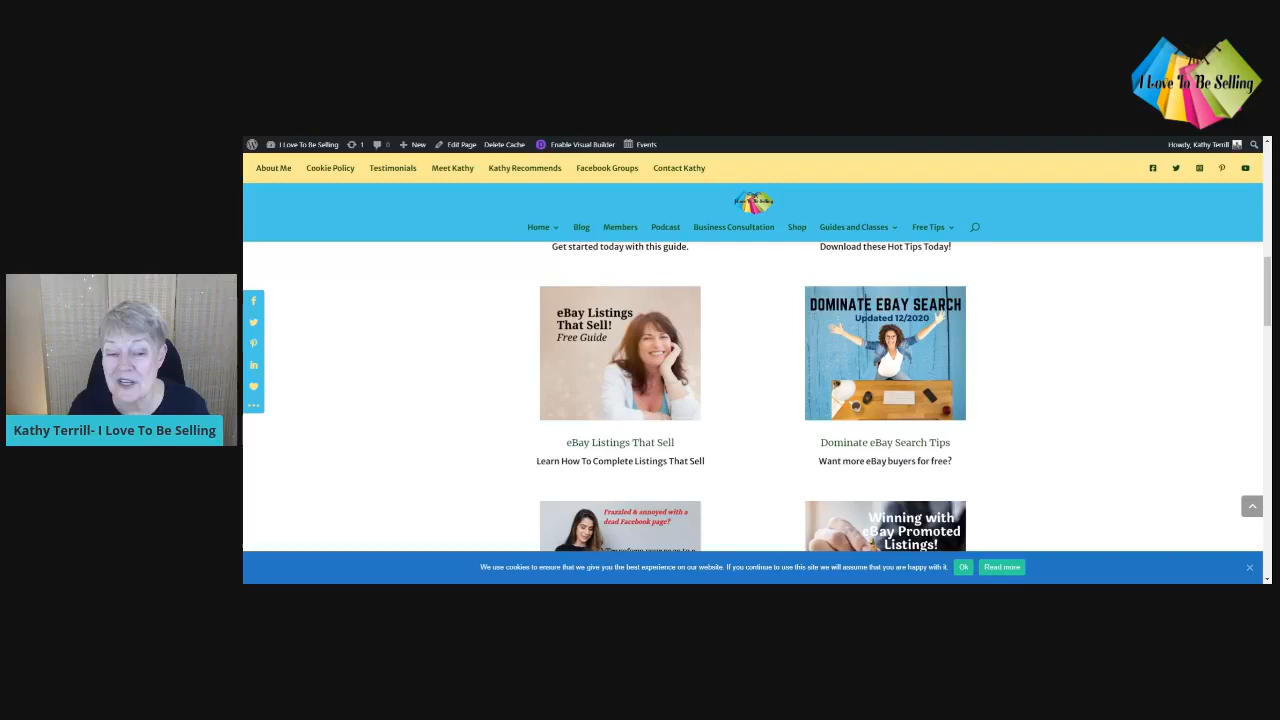 I Love To Be Selling
I Love To Be Selling
1
0
New
Edit Page
Delete Cache
Enable Visual Builder
Events
Howdy, Kathy Terrill
About Me
Cookie Policy
Testimonials
Meet Kathy
Kathy Recommends
Facebook Groups
Contact Kathy
I Love To Be Selling
Home
Blog
Members
Podcast
Business Consultation
Shop
Guides and Classes
Free Tips
Get started today with this guide.
Download these Hot Tips Today!
eBay Listings
That Sell!
Free Guide
DOMINATE EBAY SEARCH
Updated 12/2020
Kathy Terrill- I Love To Be Selling
eBay Listings That Sell
Learn How To Complete Listings That Sell
Dominate eBay Search Tips
Want more eBay buyers for free?
Frazzled & annoyed with a
dead Facebook page?
Winning with
eBay Promoted
Listings!
We use cookies to ensure that we give you the best experience on our website. If you continue to use this site we will assume that you are happy with it.
Ok
Read more